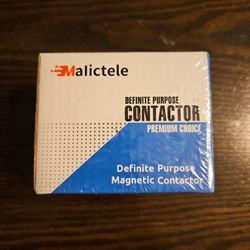 Malictele
DEFINITE PURPOSE
CONTACTOR
PREMIUM CHOICE
Definite Purpose
Magnetic Contactor